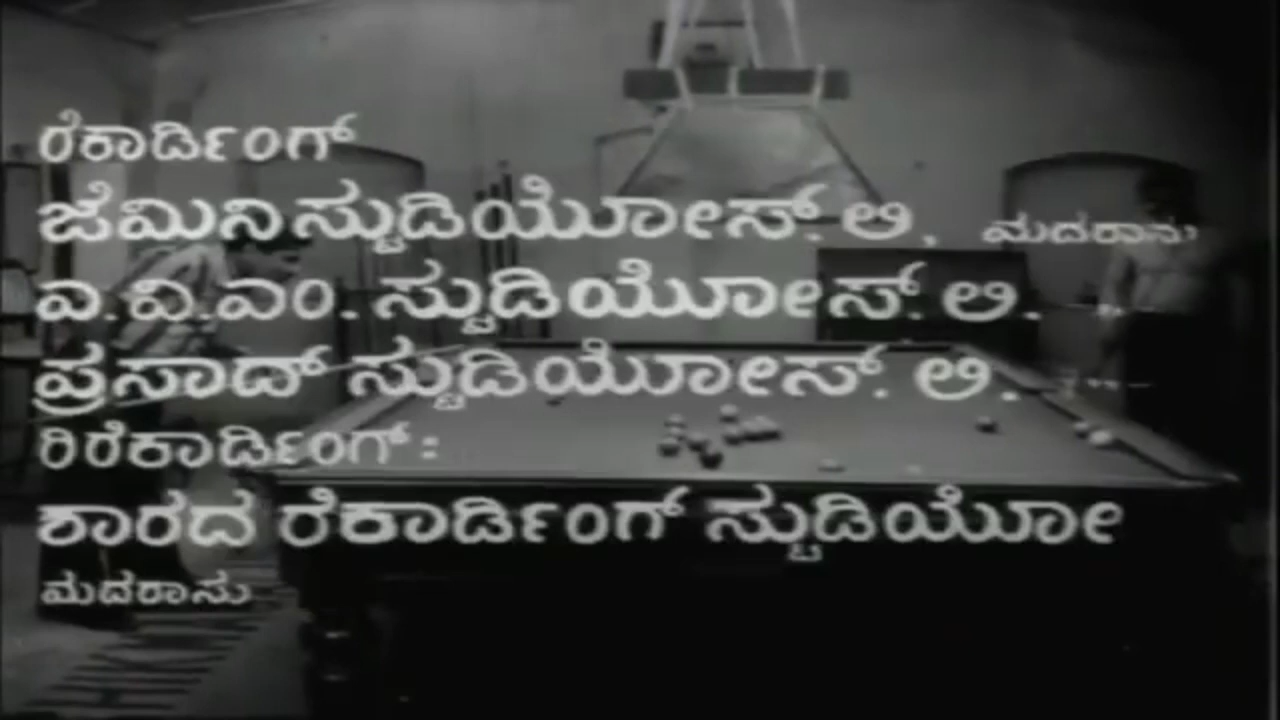 ರೆಕಾರ್ಡಿಂಗ್
ಜೆಮಿನಿ ಸ್ಟುಡಿಯೋಸ್. ಲಿ. ಮದರಾಸು
ಎ.ವಿ.ಎಂ. ಸ್ಟುಡಿಯೋಸ್. ಲಿ.
ಪ್ರಸಾದ್ ಸ್ಟುಡಿಯೋಸ್. ಲಿ.
ರಿರೆಕಾರ್ಡಿಂಗ್:
ಶಾರದ ರೆಕಾರ್ಡಿಂಗ್ ಸ್ಟುಡಿಯೋ
ಮದರಾಸು